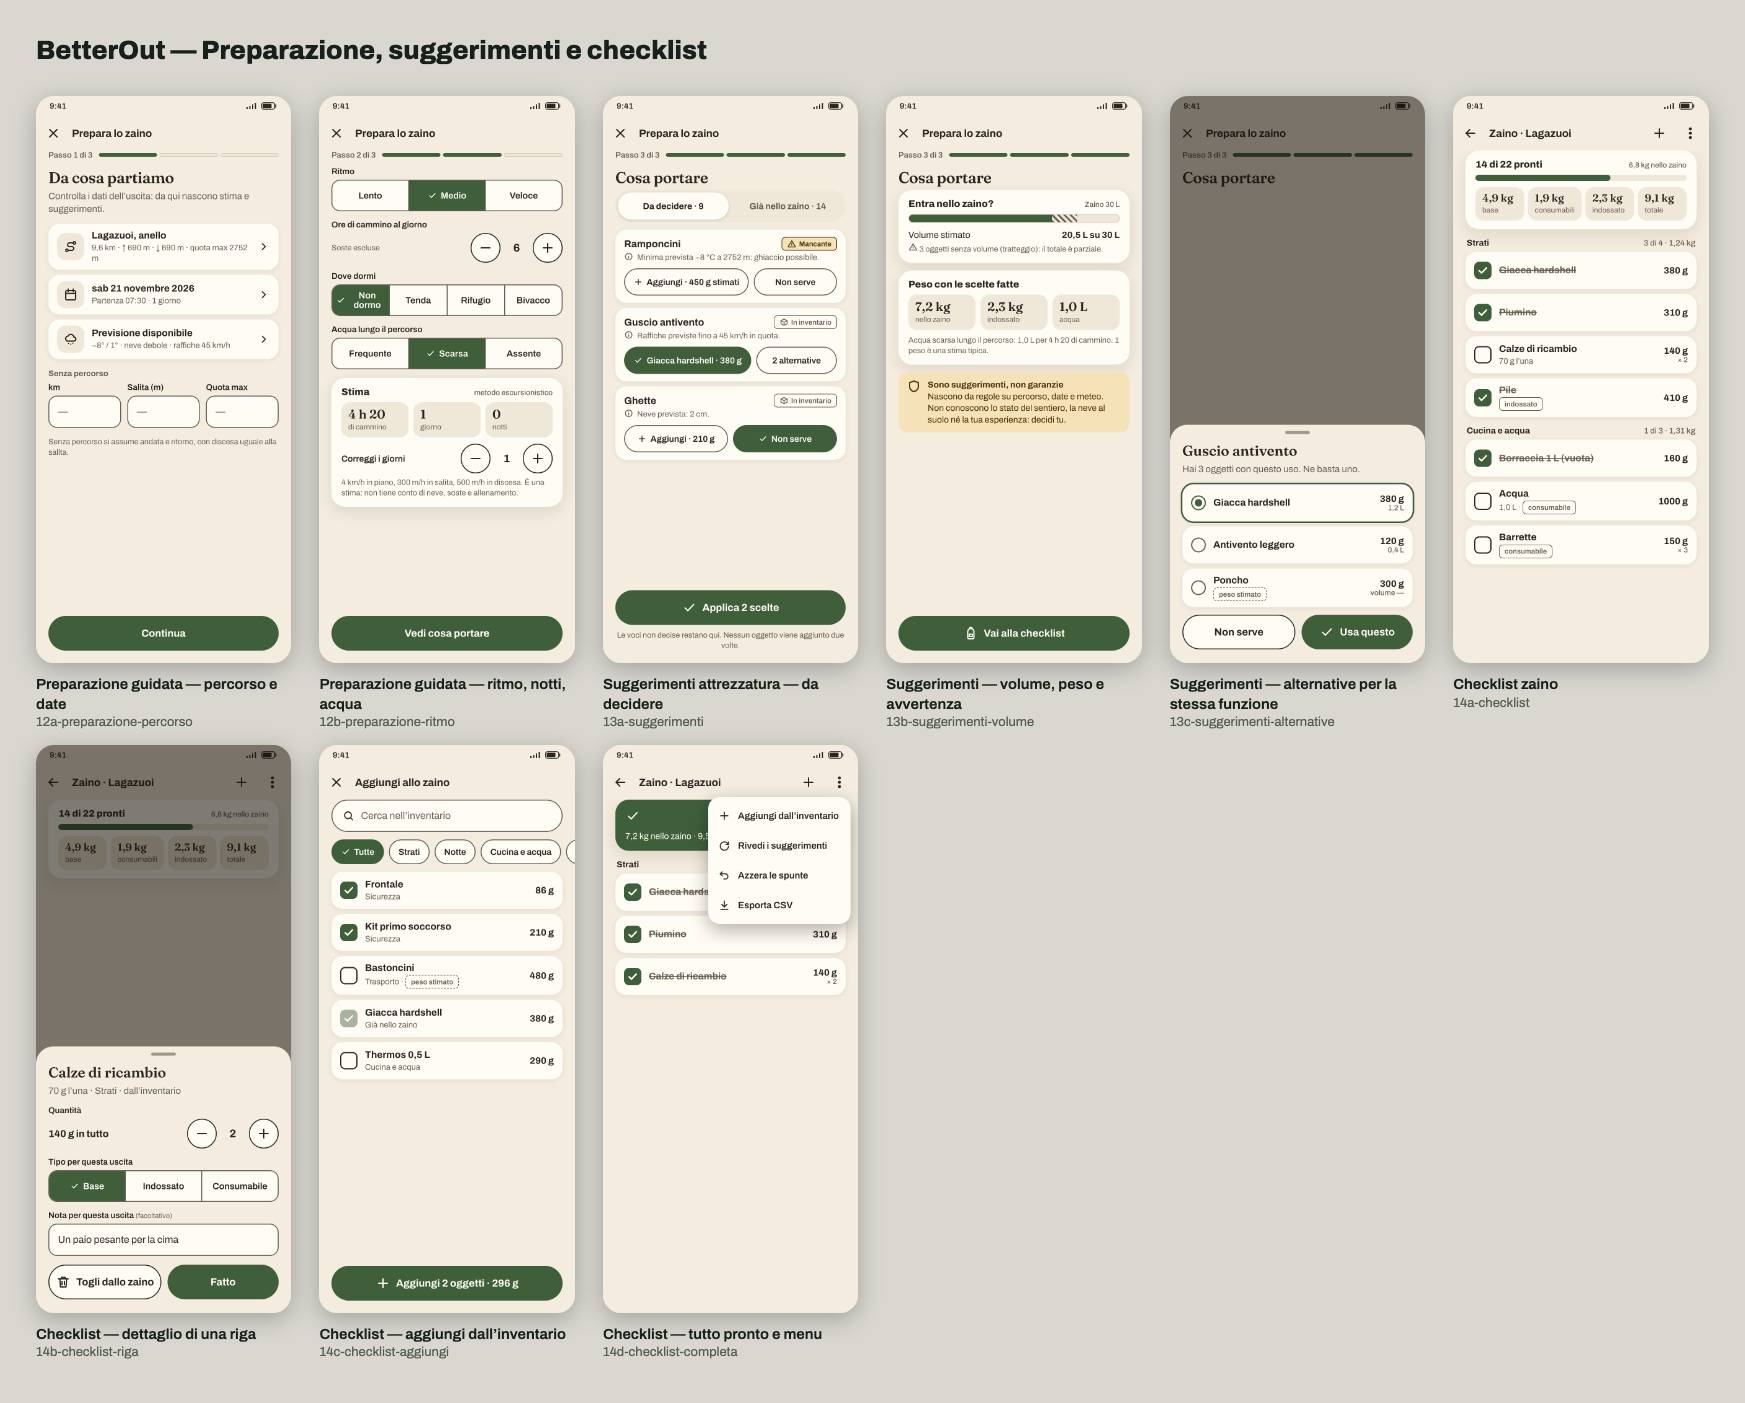 BetterOut — Preparazione, suggerimenti e checklist
9:41
Prepara lo zaino
Passo 1 di 3
Da cosa partiamo
Controlla i dati dell'uscita: da qui nascono stima e
suggerimenti.
Lagazuoi, anello
9,6 km · ↑ 690 m · ↓ 690 m · quota max 2752
m
sab 21 novembre 2026
Partenza 07:30 · 1 giorno
Previsione disponibile
−8° / 1° · neve debole · raffiche 45 km/h
Senza percorso
km
Salita (m)
Quota max
—
—
—
Senza percorso si assume andata e ritorno, con discesa uguale alla
salita.
Continua
Preparazione guidata — percorso e
date
12a-preparazione-percorso
9:41
Prepara lo zaino
Passo 2 di 3
Ritmo
Lento
Medio
Veloce
Ore di cammino al giorno
Soste escluse
6
Dove dormi
Non
dormo
Tenda
Rifugio
Bivacco
Acqua lungo il percorso
Frequente
Scarsa
Assente
Stima
metodo escursionistico
4 h 20
di cammino
1
giorno
0
notti
Correggi i giorni
1
4 km/h in piano, 300 m/h in salita, 500 m/h in discesa. È una
stima: non tiene conto di neve, soste e allenamento.
Vedi cosa portare
Preparazione guidata — ritmo, notti,
acqua
12b-preparazione-ritmo
9:41
Prepara lo zaino
Passo 3 di 3
Cosa portare
Da decidere · 9
Già nello zaino · 14
Ramponcini
Mancante
Minima prevista −8 °C a 2752 m: ghiaccio possibile.
Aggiungi · 450 g stimati
Non serve
Guscio antivento
In inventario
Raffiche previste fino a 45 km/h in quota.
Giacca hardshell · 380 g
2 alternative
Ghette
In inventario
Neve prevista: 2 cm.
Aggiungi · 210 g
Non serve
Applica 2 scelte
Le voci non decise restano qui. Nessun oggetto viene aggiunto due
volte.
Suggerimenti attrezzatura — da
decidere
13a-suggerimenti
9:41
Prepara lo zaino
Passo 3 di 3
Cosa portare
Entra nello zaino?
Zaino 30 L
Volume stimato
20,5 L su 30 L
3 oggetti senza volume (tratteggio): il totale è parziale.
Peso con le scelte fatte
7,2 kg
nello zaino
2,3 kg
indossato
1,0 L
acqua
Acqua scarsa lungo il percorso: 1,0 L per 4 h 20 di cammino. 1
peso è una stima tipica.
Sono suggerimenti, non garanzie
Nascono da regole su percorso, date e meteo.
Non conoscono lo stato del sentiero, la neve al
suolo né la tua esperienza: decidi tu.
Vai alla checklist
Suggerimenti — volume, peso e
avvertenza
13b-suggerimenti-volume
9:41
Prepara lo zaino
Passo 3 di 3
Cosa portare
Guscio antivento
Hai 3 oggetti con questo uso. Ne basta uno.
Giacca hardshell
380 g
1,2 L
Antivento leggero
120 g
0,4 L
Poncho
peso stimato
300 g
volume —
Non serve
Usa questo
Suggerimenti — alternative per la
stessa funzione
13c-suggerimenti-alternative
9:41
Zaino · Lagazuoi
14 di 22 pronti
6,8 kg nello zaino
4,9 kg
base
1,9 kg
consumabili
2,3 kg
indossato
9,1 kg
totale
Strati
3 di 4 · 1,24 kg
Giacca hardshell
380 g
Piumino
310 g
Calze di ricambio
70 g l'una
140 g
× 2
Pile
indossato
410 g
Cucina e acqua
1 di 3 · 1,31 kg
Borraccia 1 L (vuota)
160 g
Acqua
1,0 L · consumabile
1000 g
Barrette
consumabile
150 g
× 3
Checklist zaino
14a-checklist
9:41
Zaino · Lagazuoi
14 di 22 pronti
6,8 kg nello zaino
4,9 kg
base
1,9 kg
consumabili
2,3 kg
indossato
9,1 kg
totale
Calze di ricambio
70 g l'una · Strati · dall'inventario
Quantità
140 g in tutto
2
Tipo per questa uscita
Base
Indossato
Consumabile
Nota per questa uscita (facoltativo)
Un paio pesante per la cima
Togli dallo zaino
Fatto
Checklist — dettaglio di una riga
14b-checklist-riga
9:41
Aggiungi allo zaino
Cerca nell'inventario
Tutte
Strati
Notte
Cucina e acqua
Frontale
Sicurezza
86 g
Kit primo soccorso
Sicurezza
210 g
Bastoncini
Trasporto · peso stimato
480 g
Giacca hardshell
Già nello zaino
380 g
Thermos 0,5 L
Cucina e acqua
290 g
Aggiungi 2 oggetti · 296 g
Checklist — aggiungi dall'inventario
14c-checklist-aggiungi
9:41
Zaino · Lagazuoi
7,2 kg nello zaino · 9,5
Aggiungi dall'inventario
Rivedi i suggerimenti
Azzera le spunte
Esporta CSV
Strati
Giacca hards
Piumino
310 g
Calze di ricambio
140 g
× 2
Checklist — tutto pronto e menu
14d-checklist-completa